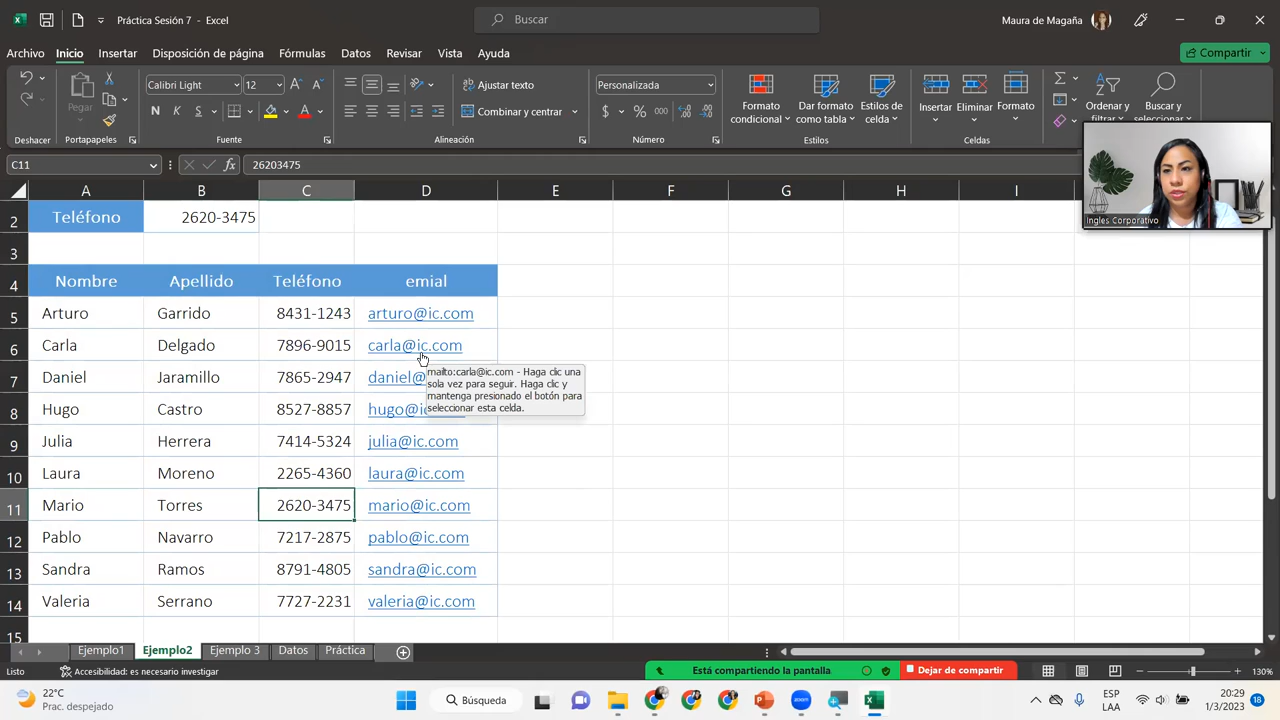 Práctica Sesión 7 - Excel
Buscar
Maura de Magaña
Archivo Inicio Insertar Disposición de página Fórmulas Datos Revisar Vista Ayuda
Compartir
Pegar
Calibri Light 12
N K S
Ajustar texto
Combinar y centrar
Personalizada
$ % 000
Formato condicional
Dar formato como tabla
Estilos de celda
Insertar
Eliminar
Formato
Ordenar y filtrar
Buscar y seleccionar
Deshacer Portapapeles Fuente Alineación Número Estilos Celdas
C11 fx 26203475
Ingles Corporativo
A B C D E F G H I
2 Teléfono 2620-3475
3
4 Nombre Apellido Teléfono emial
5 Arturo Garrido 8431-1243 arturo@ic.com
6 Carla Delgado 7896-9015 carla@ic.com
7 Daniel Jaramillo 7865-2947 daniel@
mailto:carla@ic.com - Haga clic una
sola vez para seguir. Haga clic y
mantenga presionado el botón para
seleccionar esta celda.
8 Hugo Castro 8527-8857 hugo@ic
9 Julia Herrera 7414-5324 julia@ic.com
10 Laura Moreno 2265-4360 laura@ic.com
11 Mario Torres 2620-3475 mario@ic.com
12 Pablo Navarro 7217-2875 pablo@ic.com
13 Sandra Ramos 8791-4805 sandra@ic.com
14 Valeria Serrano 7727-2231 valeria@ic.com
15
Ejemplo1 Ejemplo2 Ejemplo 3 Datos Práctica
Listo Accesibilidad: es necesario investigar Está compartiendo la pantalla Dejar de compartir 130%
22°C
Prac. despejado
Búsqueda
ESP
LAA
20:29
1/3/2023
18